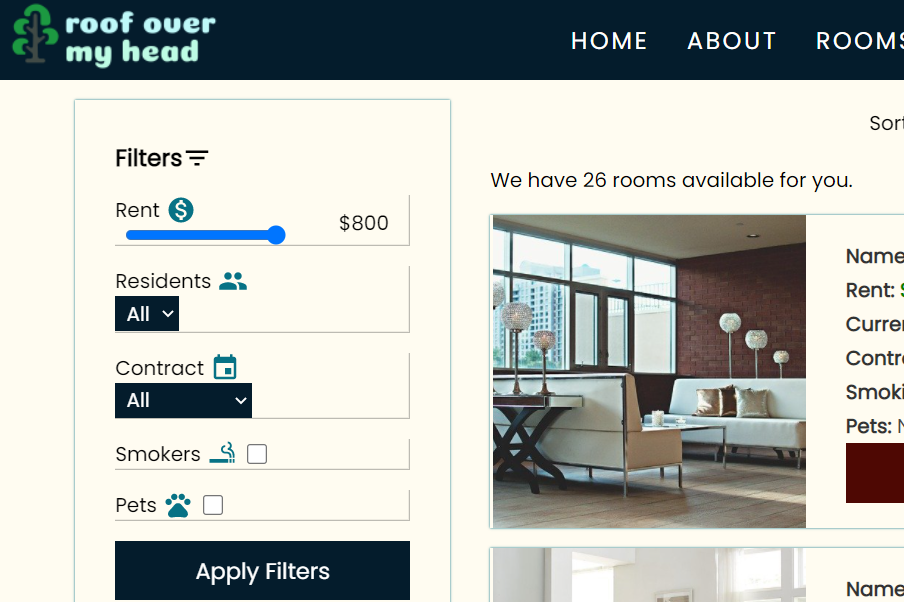 roof over
my head
HOME ABOUT ROOMS
Sort
We have 26 rooms available for you.
Filters
Rent
$800
Residents
All
Contract
All
Smokers
Pets
Apply Filters
Name
Rent:
Contr
Smoki
Pets: N
Name